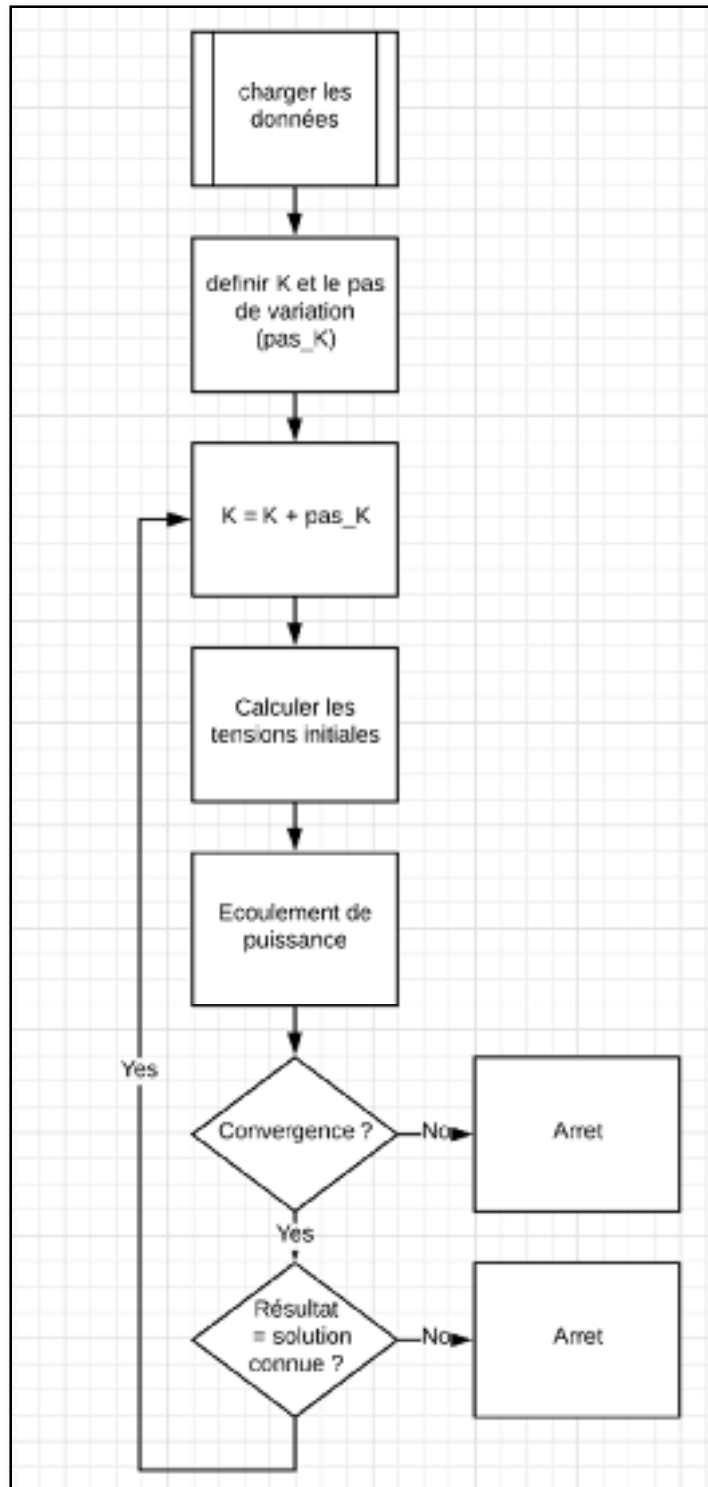 charger les
données
definir K et le pas
de variation
(pas_K)
K = K + pas_K
Calculer les
tensions initiales
Ecoulement de
puissance
Yes
Convergence ?
No
Arret
Yes
Résultat
= solution
connue ?
No
Arret